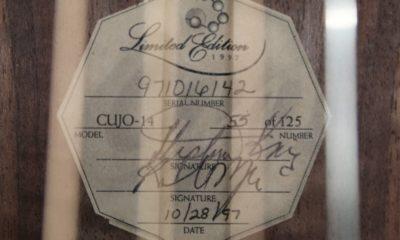 Limited Edition
1997
971016142
SERIAL NUMBER
CUJO-14 55 of 125
MODEL NUMBER
SIGNATURE
SIGNATURE
10/28/97
DATE